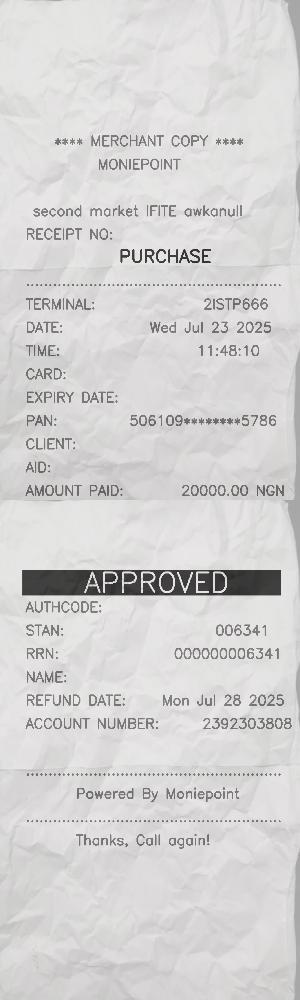 **** MERCHANT COPY ****
MONIEPOINT
second market IFITE awkanull
RECEIPT NO:
PURCHASE
TERMINAL: 2ISTP666
DATE: Wed Jul 23 2025
TIME: 11:48:10
CARD:
EXPIRY DATE:
PAN: 506109********5786
CLIENT:
AID:
AMOUNT PAID: 20000.00 NGN
APPROVED
AUTHCODE:
STAN: 006341
RRN: 000000006341
NAME:
REFUND DATE: Mon Jul 28 2025
ACCOUNT NUMBER: 2392303808
Powered By Moniepoint
Thanks, Call again!